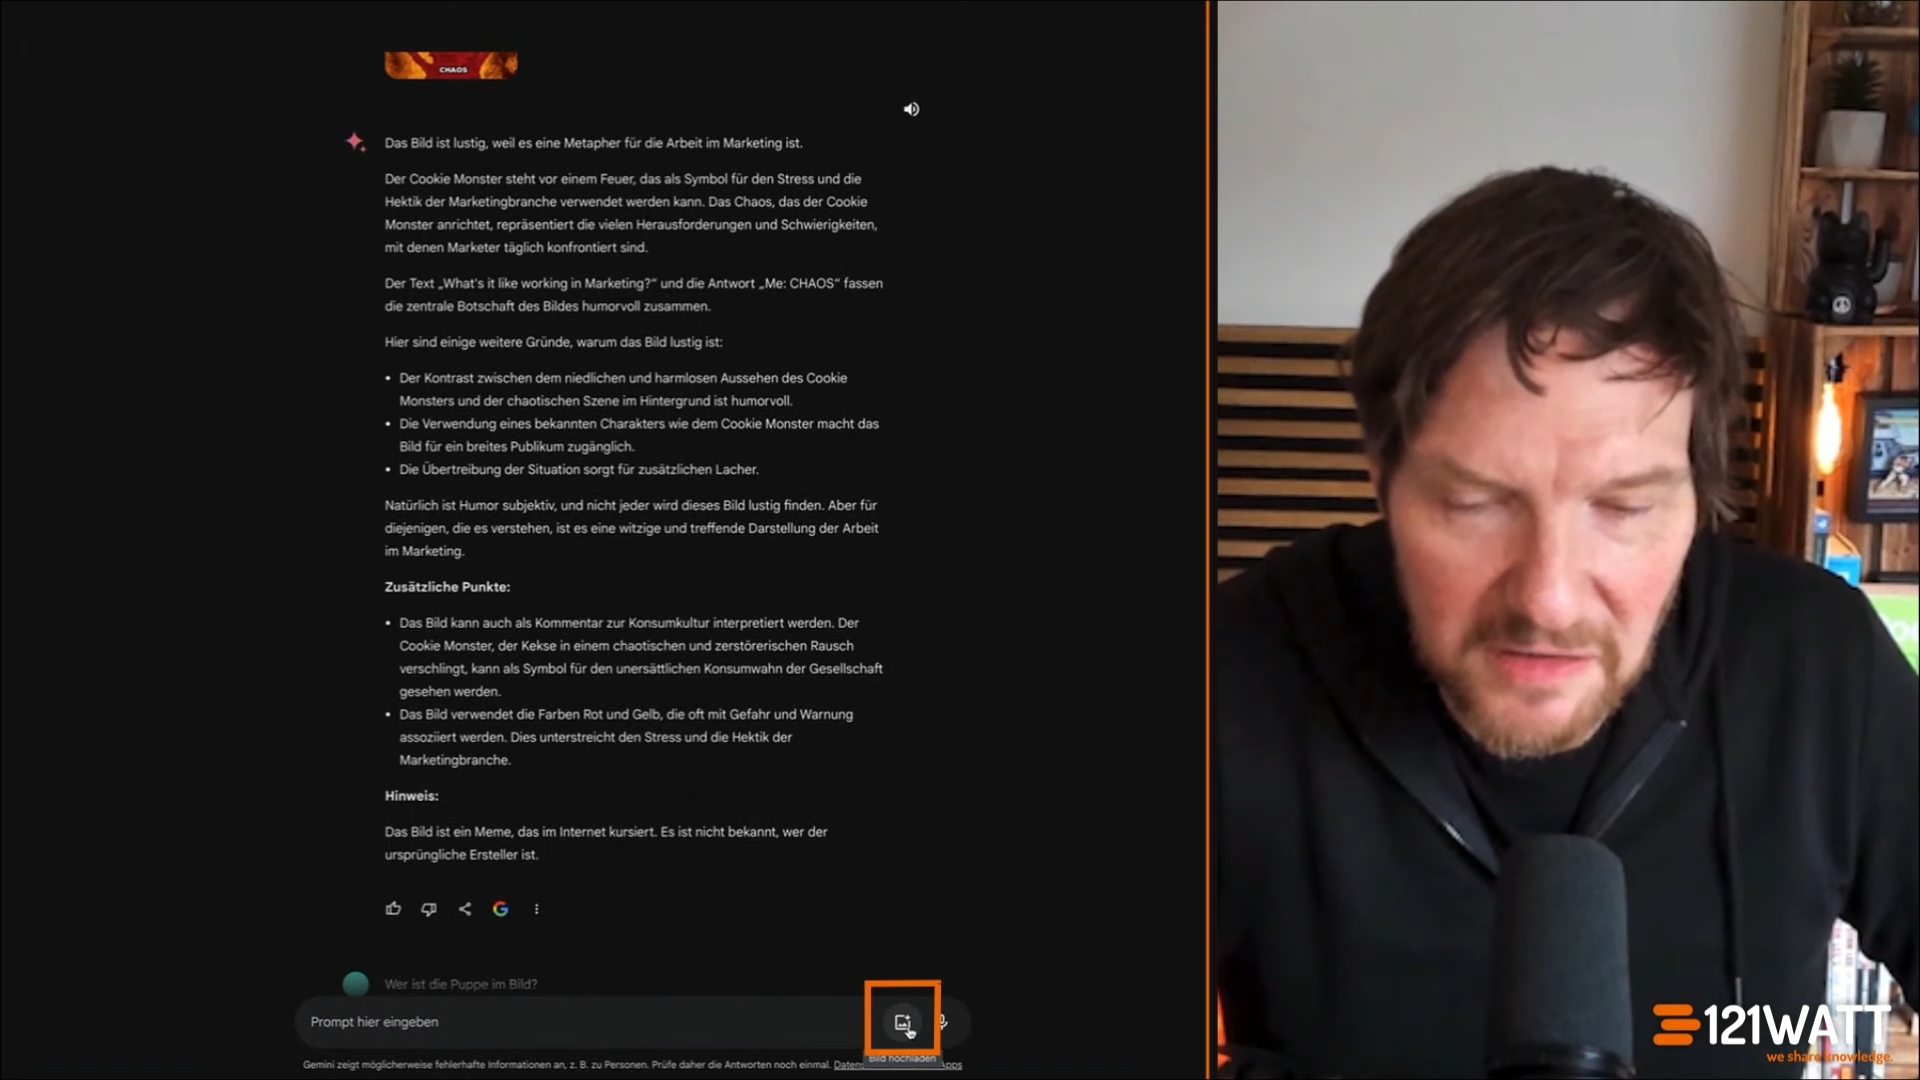 CHAOS
Das Bild ist lustig, weil es eine Metapher für die Arbeit im Marketing ist.
Der Cookie Monster steht vor einem Feuer, das als Symbol für den Stress und die
Hektik der Marketingbranche verwendet werden kann. Das Chaos, das der Cookie
Monster anrichtet, repräsentiert die vielen Herausforderungen und Schwierigkeiten,
mit denen Marketer täglich konfrontiert sind.
Der Text „What's it like working in Marketing?“ und die Antwort „Me: CHAOS“ fassen
die zentrale Botschaft des Bildes humorvoll zusammen.
Hier sind einige weitere Gründe, warum das Bild lustig ist:
• Der Kontrast zwischen dem niedlichen und harmlosen Aussehen des Cookie
Monsters und der chaotischen Szene im Hintergrund ist humorvoll.
• Die Verwendung eines bekannten Charakters wie dem Cookie Monster macht das
Bild für ein breites Publikum zugänglich.
• Die Übertreibung der Situation sorgt für zusätzlichen Lacher.
Natürlich ist Humor subjektiv, und nicht jeder wird dieses Bild lustig finden. Aber für
diejenigen, die es verstehen, ist es eine witzige und treffende Darstellung der Arbeit
im Marketing.
Zusätzliche Punkte:
• Das Bild kann auch als Kommentar zur Konsumkultur interpretiert werden. Der
Cookie Monster, der Kekse in einem chaotischen und zerstörerischen Rausch
verschlingt, kann als Symbol für den unersättlichen Konsumwahn der Gesellschaft
gesehen werden.
• Das Bild verwendet die Farben Rot und Gelb, die oft mit Gefahr und Warnung
assoziiert werden. Dies unterstreicht den Stress und die Hektik der
Marketingbranche.
Hinweis:
Das Bild ist ein Meme, das im Internet kursiert. Es ist nicht bekannt, wer der
ursprüngliche Ersteller ist.
Wer ist die Puppe im Bild?
Prompt hier eingeben
Bild hochladen
Gemini zeigt möglicherweise fehlerhafte Informationen an, z. B. zu Personen. Prüfe daher die Antworten noch einmal.
121WATT
we share knowledge.